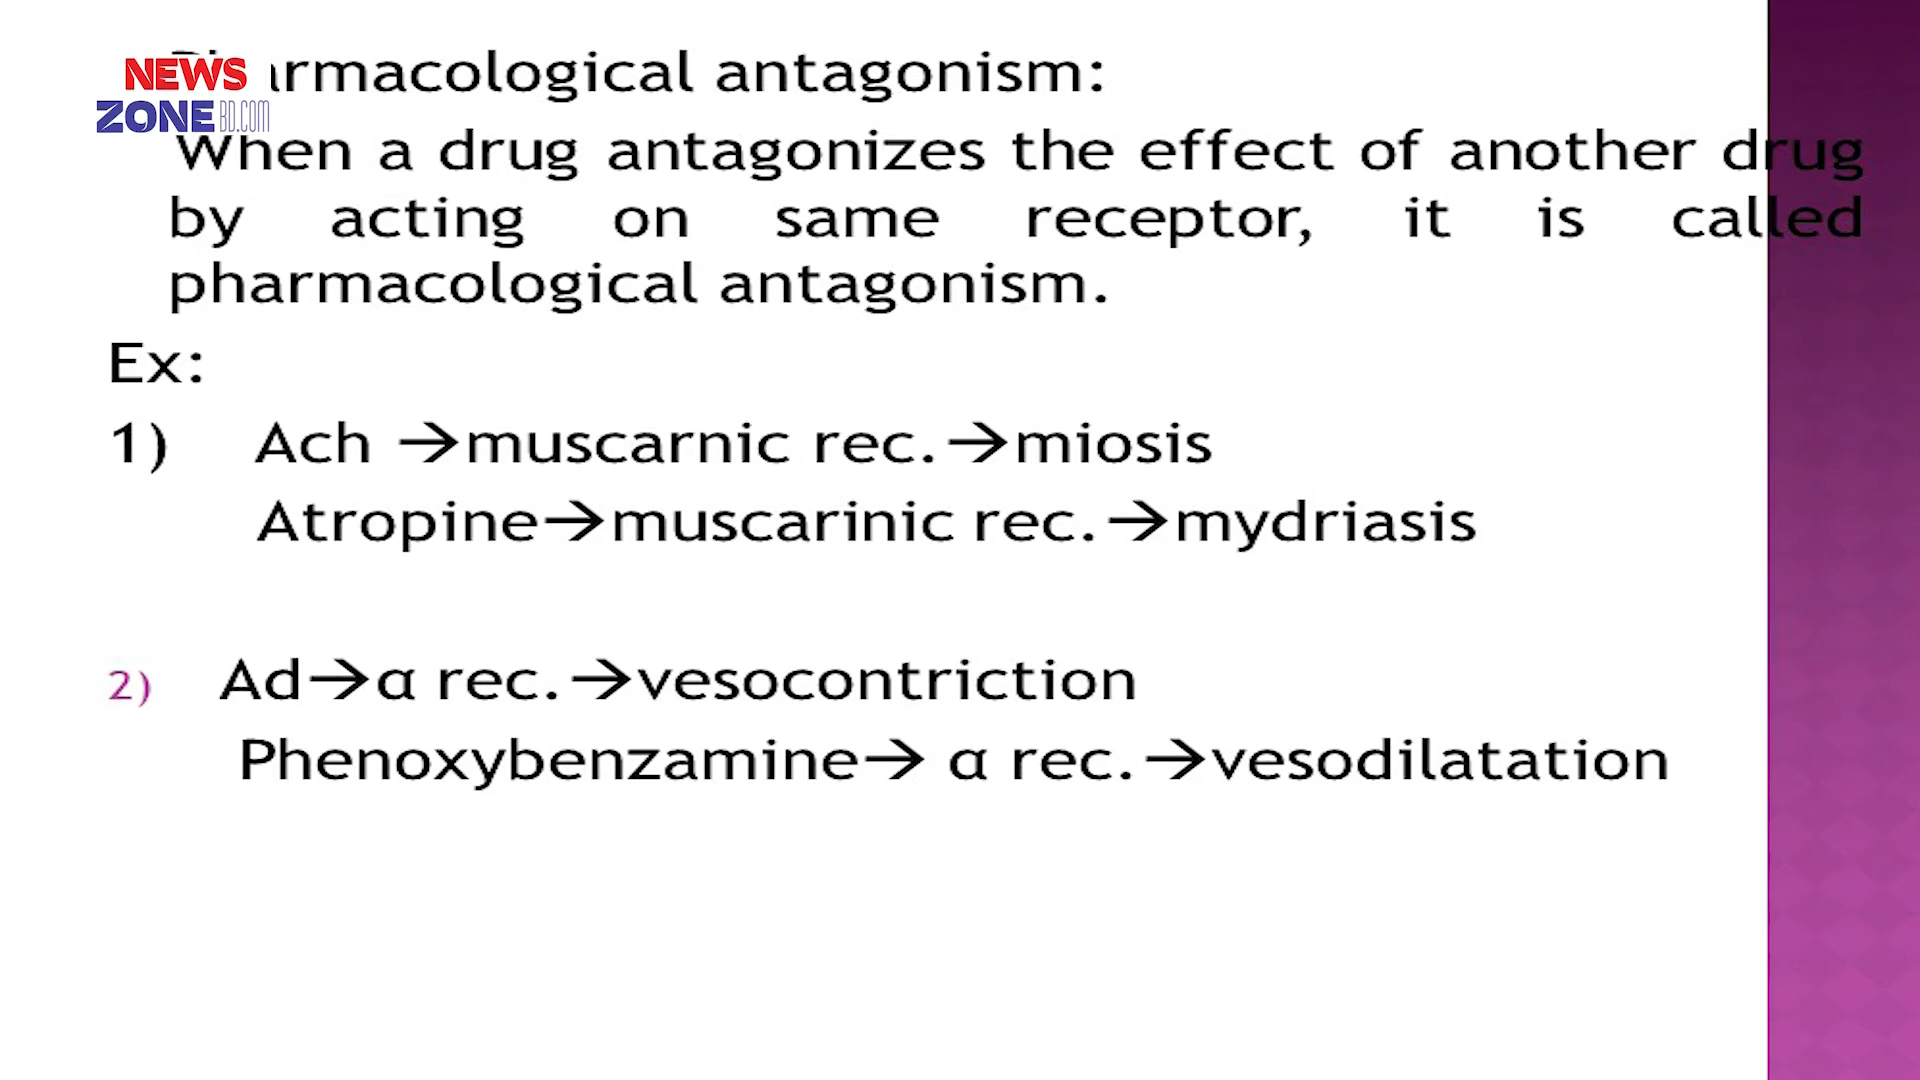 NEWS
ZONE BD.COM
armacological antagonism:
When a drug antagonizes the effect of another drug
by acting on same receptor, it is called
pharmacological antagonism.
Ex:
1) Ach →muscarnic rec.→miosis
Atropine→muscarinic rec.→mydriasis
2) Ad→α rec.→vesocontriction
Phenoxybenzamine→ α rec.→vesodilatation